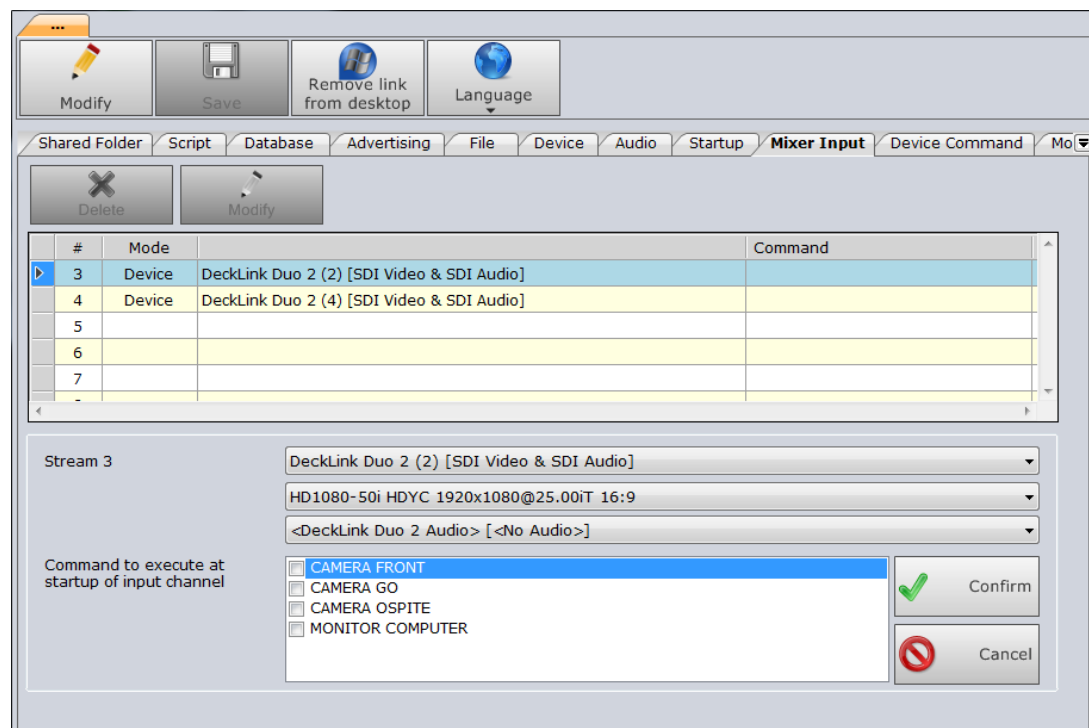 ...
Modify
Save
Remove link
from desktop
Language
Shared Folder Script Database Advertising File Device Audio Startup Mixer Input Device Command Mo
Delete
Modify
# Mode Command
3 Device DeckLink Duo 2 (2) [SDI Video & SDI Audio]
4 Device DeckLink Duo 2 (4) [SDI Video & SDI Audio]
5
6
7
Stream 3 DeckLink Duo 2 (2) [SDI Video & SDI Audio]
HD1080-50i HDYC 1920x1080@25.00iT 16:9
<DeckLink Duo 2 Audio> [<No Audio>]
Command to execute at
startup of input channel
CAMERA FRONT
CAMERA GO
CAMERA OSPITE
MONITOR COMPUTER
Confirm
Cancel